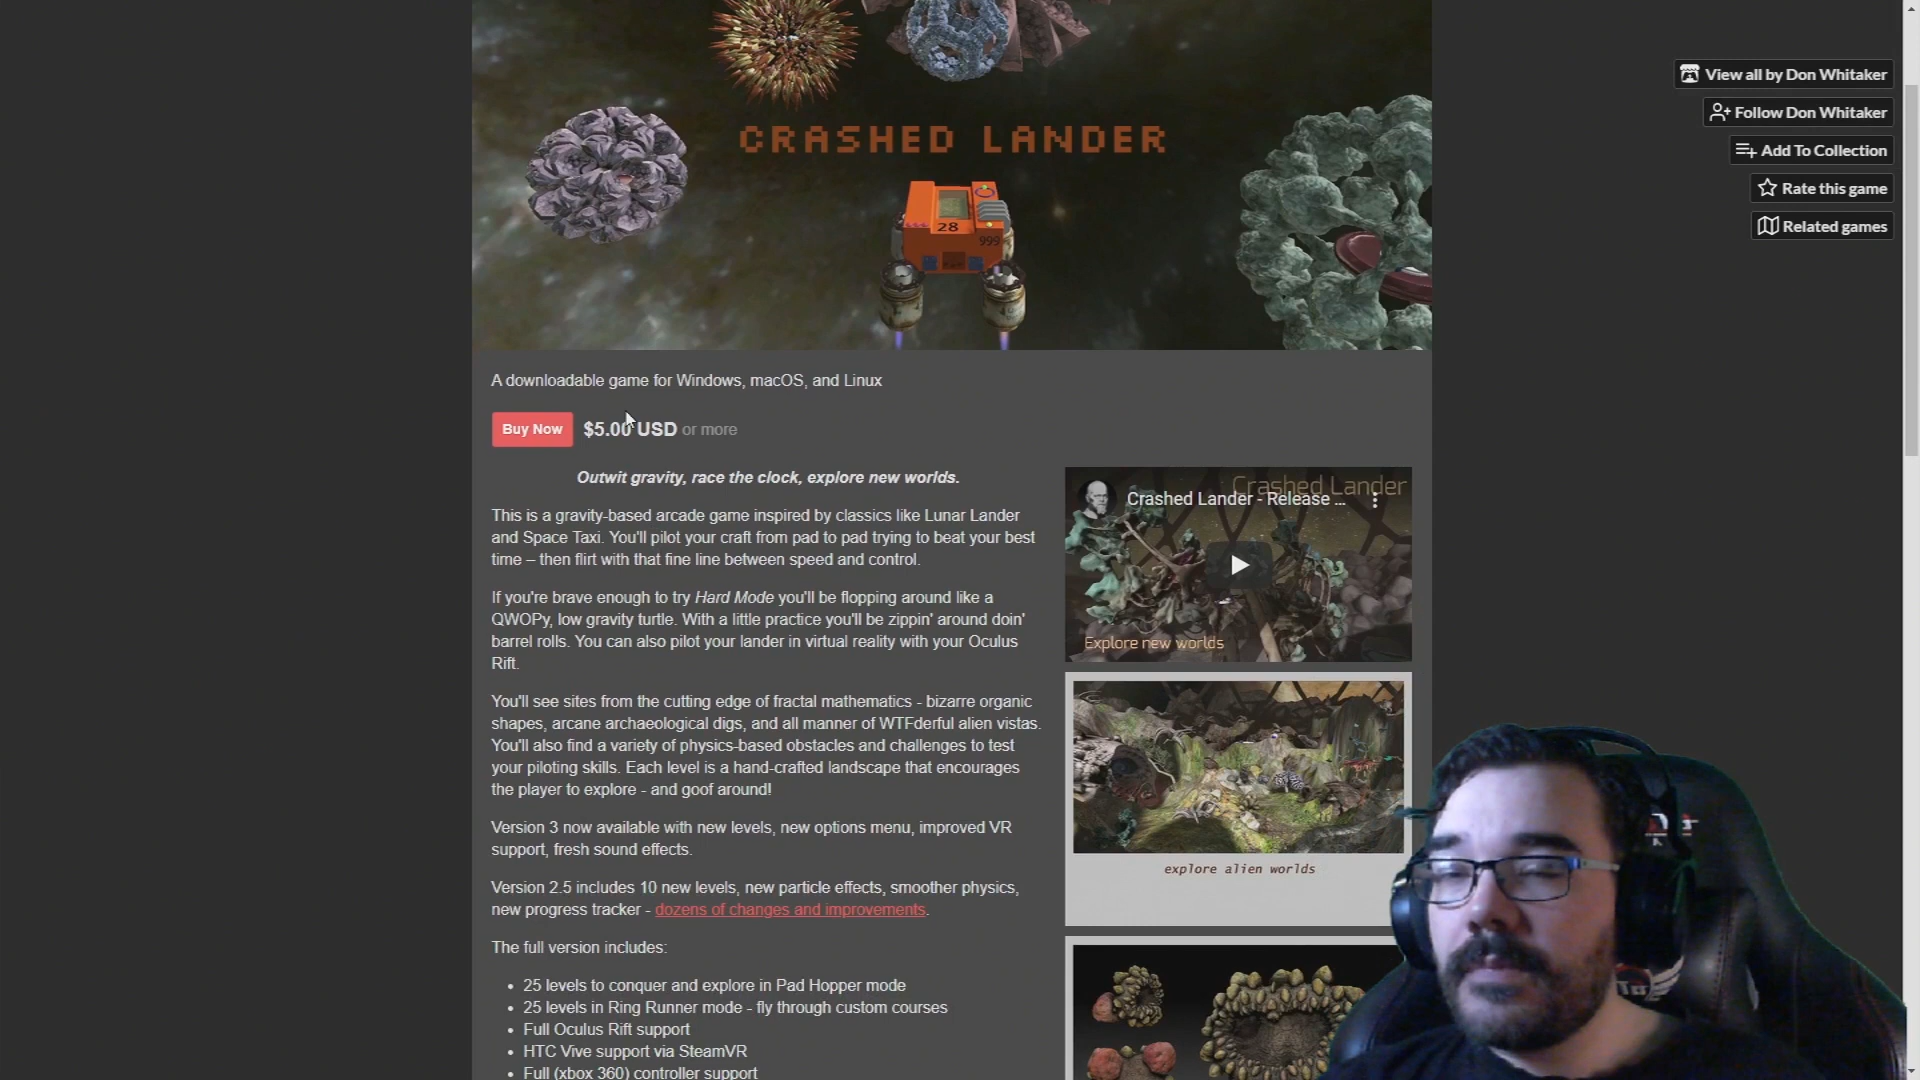 View all by Don Whitaker
Follow Don Whitaker
Add To Collection
Rate this game
Related games
CRASHED LANDER
28
999
A downloadable game for Windows, macOS, and Linux
Buy Now $5.00 USD or more
Outwit gravity, race the clock, explore new worlds.
This is a gravity-based arcade game inspired by classics like Lunar Lander
and Space Taxi. You'll pilot your craft from pad to pad trying to beat your best
time – then flirt with that fine line between speed and control.
If you're brave enough to try Hard Mode you'll be flopping around like a
QWOPy, low gravity turtle. With a little practice you'll be zippin' around doin'
barrel rolls. You can also pilot your lander in virtual reality with your Oculus
Rift.
You'll see sites from the cutting edge of fractal mathematics - bizarre organic
shapes, arcane archaeological digs, and all manner of WTFderful alien vistas.
You'll also find a variety of physics-based obstacles and challenges to test
your piloting skills. Each level is a hand-crafted landscape that encourages
the player to explore - and goof around!
Version 3 now available with new levels, new options menu, improved VR
support, fresh sound effects.
Version 2.5 includes 10 new levels, new particle effects, smoother physics,
new progress tracker - dozens of changes and improvements.
The full version includes:
• 25 levels to conquer and explore in Pad Hopper mode
• 25 levels in Ring Runner mode - fly through custom courses
• Full Oculus Rift support
• HTC Vive support via SteamVR
• Full (xbox 360) controller support
Crashed Lander
Crashed Lander - Release ...
Explore new worlds
explore alien worlds